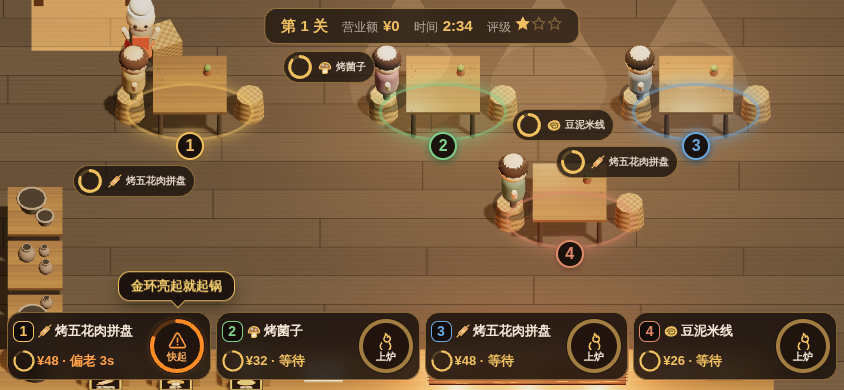 第 1 关 营业额 ¥0 时间 2:34 评级
烤菌子
豆泥米线
烤五花肉拼盘
烤五花肉拼盘
1
2
3
4
金环亮起就起锅
1 烤五花肉拼盘
¥48 · 偏老 3s
快起
2 烤菌子
¥32 · 等待
上炉
3 烤五花肉拼盘
¥48 · 等待
上炉
4 豆泥米线
¥26 · 等待
上炉